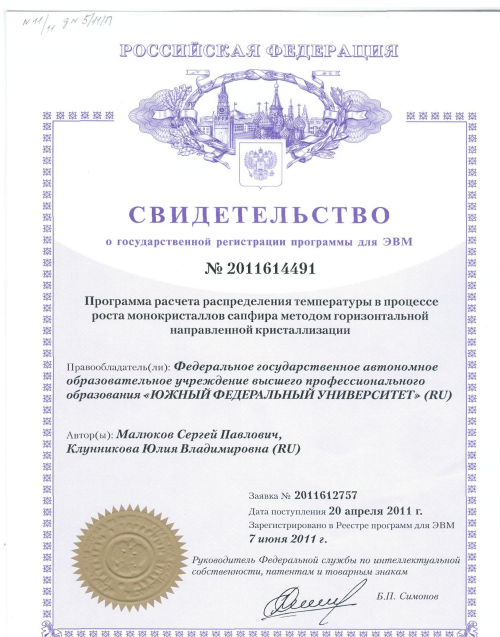 РОССИЙСКАЯ ФЕДЕРАЦИЯ
СВИДЕТЕЛЬСТВО
о государственной регистрации программы для ЭВМ
№ 2011614491
Программа расчета распределения температуры в процессе
роста монокристаллов сапфира методом горизонтальной
направленной кристаллизации
Правообладатель(ли): Федеральное государственное автономное
образовательное учреждение высшего профессионального
образования «ЮЖНЫЙ ФЕДЕРАЛЬНЫЙ УНИВЕРСИТЕТ» (RU)
Автор(ы): Малюков Сергей Павлович,
Клунникова Юлия Владимировна (RU)
Заявка № 2011612757
Дата поступления 20 апреля 2011 г.
Зарегистрировано в Реестре программ для ЭВМ
7 июня 2011 г.
Руководитель Федеральной службы по интеллектуальной
собственности, патентам и товарным знакам
Б.П. Симонов